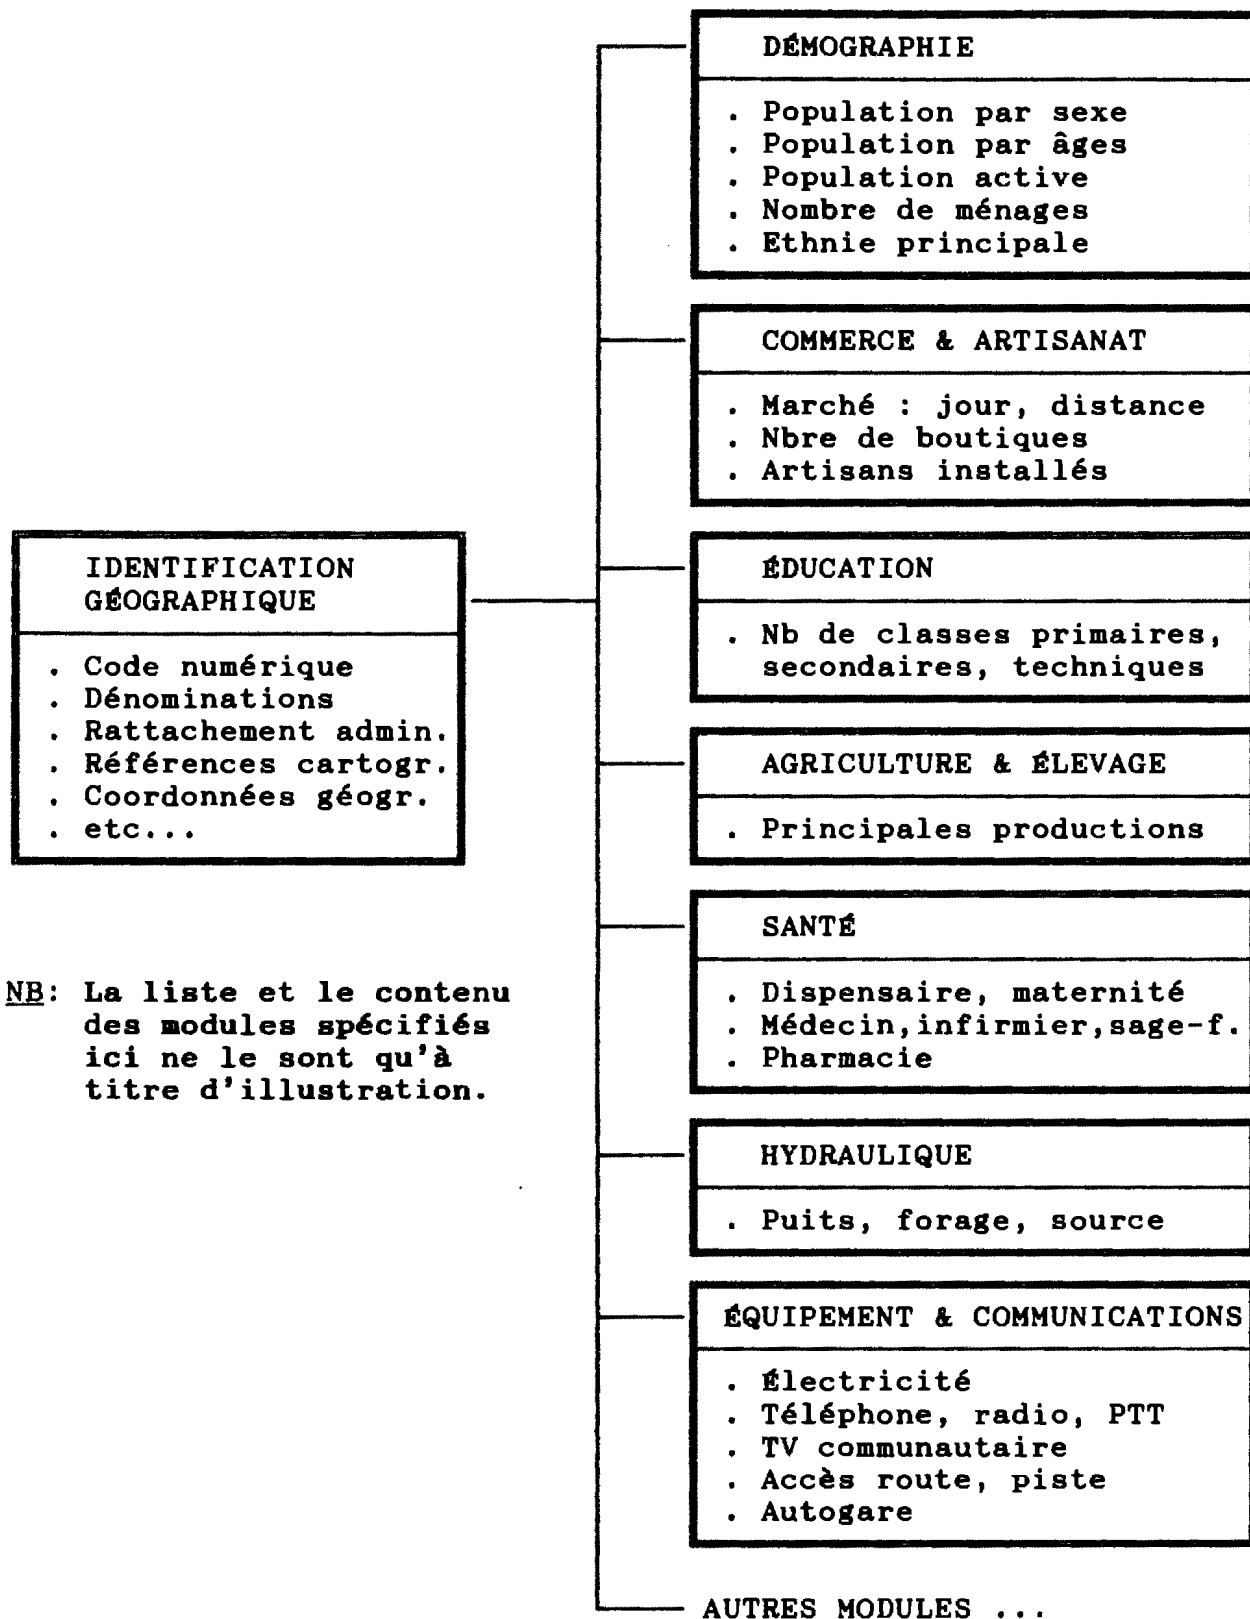 IDENTIFICATION
GÉOGRAPHIQUE
. Code numérique
. Dénominations
. Rattachement admin.
. Références cartogr.
. Coordonnées géogr.
. etc...
NB: La liste et le contenu
des modules spécifiés
ici ne le sont qu'à
titre d'illustration.
DÉMOGRAPHIE
. Population par sexe
. Population par âges
. Population active
. Nombre de ménages
. Ethnie principale
COMMERCE & ARTISANAT
. Marché : jour, distance
. Nbre de boutiques
. Artisans installés
ÉDUCATION
. Nb de classes primaires,
secondaires, techniques
AGRICULTURE & ÉLEVAGE
. Principales productions
SANTÉ
. Dispensaire, maternité
. Médecin,infirmier,sage-f.
. Pharmacie
HYDRAULIQUE
. Puits, forage, source
ÉQUIPEMENT & COMMUNICATIONS
. Électricité
. Téléphone, radio, PTT
. TV communautaire
. Accès route, piste
. Autogare
AUTRES MODULES ...